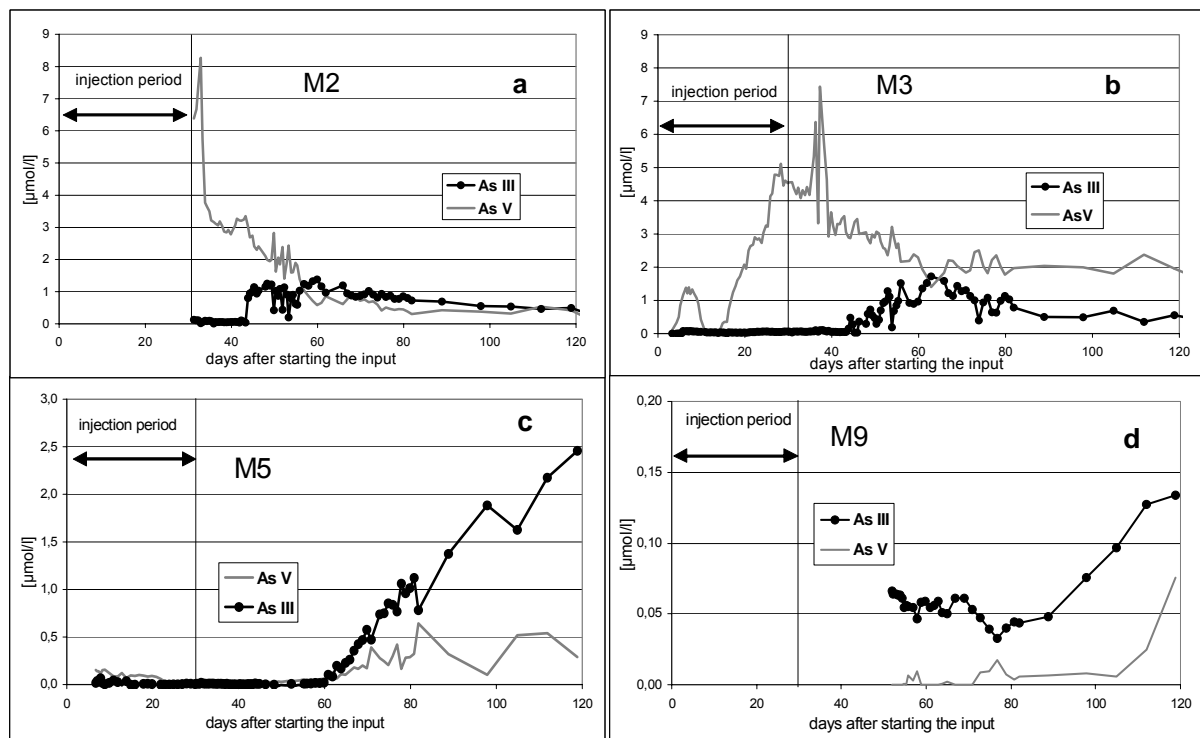 9
8
7
6
5
4
3
2
1
0
[µmol/l]
injection period
M2
a
As III
As V
0 20 40 60 80 100 120
days after starting the input
9
8
7
6
5
4
3
2
1
0
[µmol/l]
injection period
M3
b
As III
AsV
0 20 40 60 80 100 120
days after starting the input
3,0
2,5
2,0
1,5
1,0
0,5
0,0
[µmol/l]
injection period
M5
c
As V
As III
0 20 40 60 80 100 120
days after starting the input
0,20
0,15
0,10
0,05
0,00
[µmol/l]
injection period
M9
d
As III
As V
0 20 40 60 80 100 120
days after starting the input